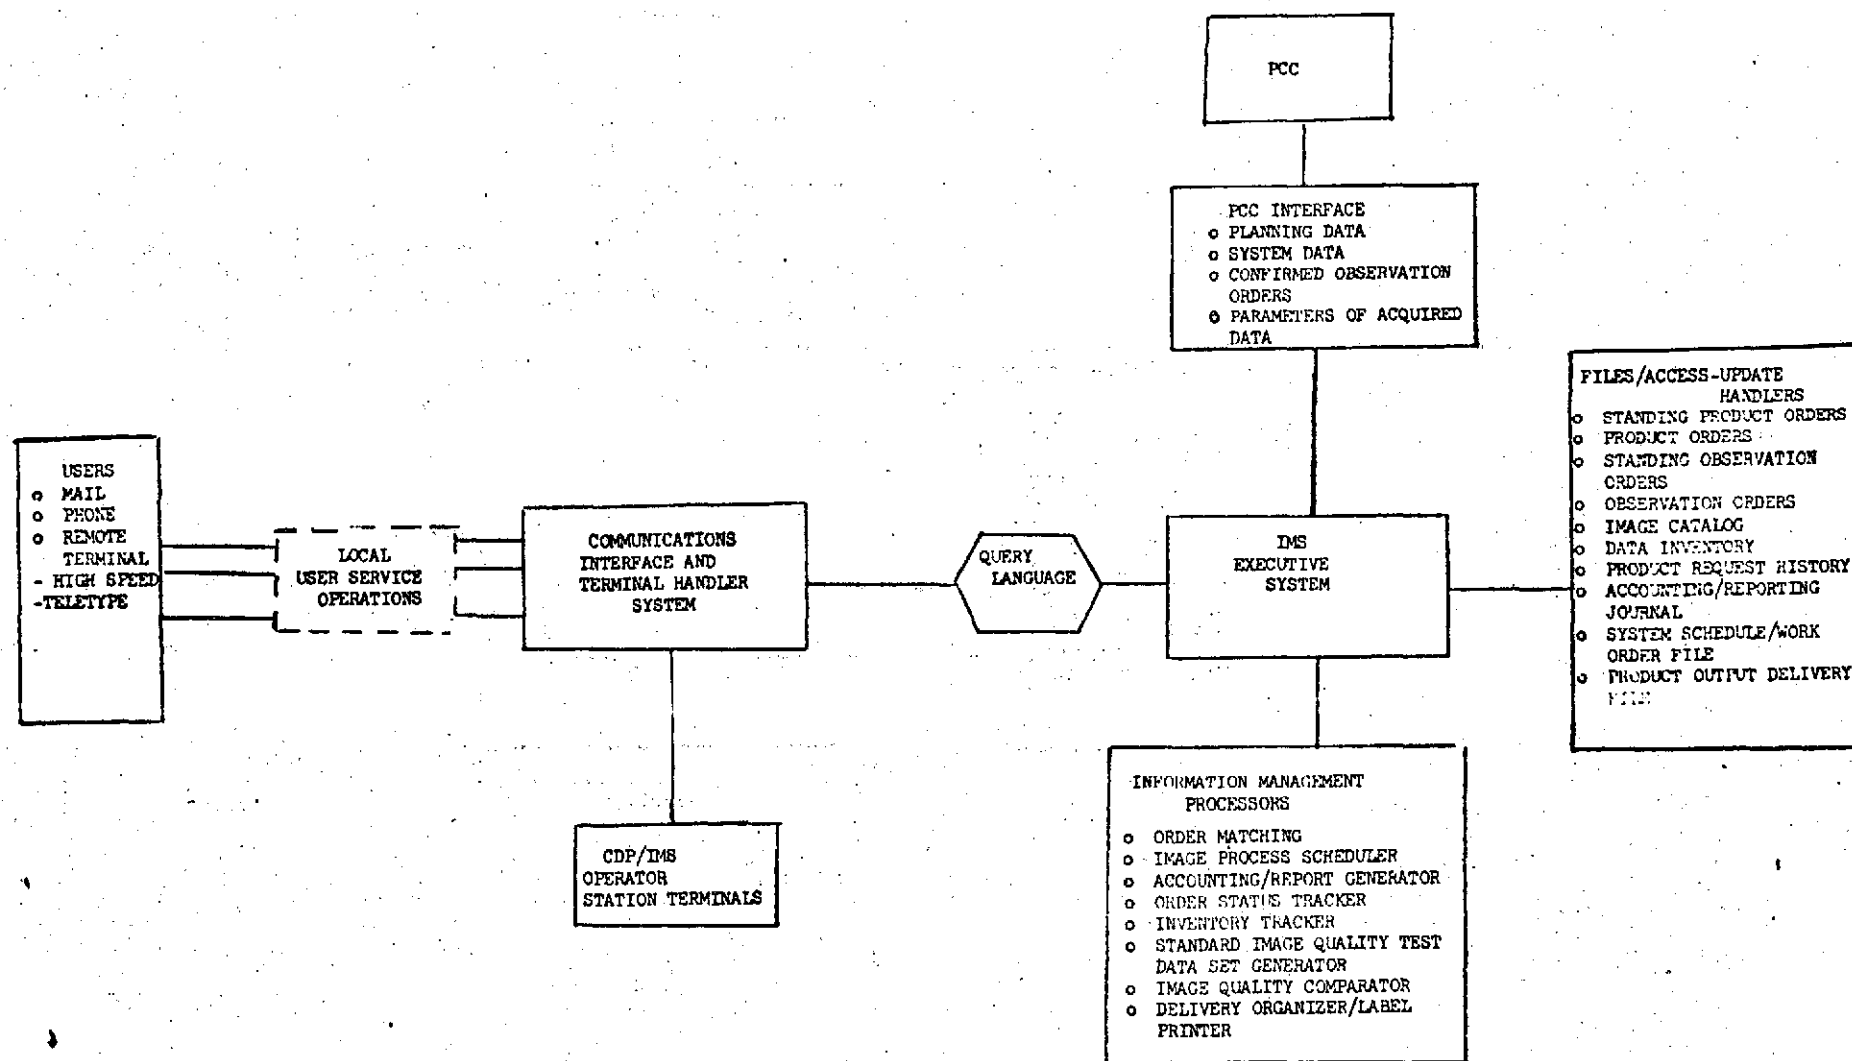 PCC
PCC INTERFACE
o PLANNING DATA
o SYSTEM DATA
o CONFIRMED OBSERVATION
ORDERS
o PARAMETERS OF ACQUIRED
DATA
FILES/ACCESS-UPDATE
HANDLERS
o STANDING PRODUCT ORDERS
o PRODUCT ORDERS
o STANDING OBSERVATION
ORDERS
o OBSERVATION ORDERS
o IMAGE CATALOG
o DATA INVENTORY
o PRODUCT REQUEST HISTORY
o ACCOUNTING/REPORTING
JOURNAL
o SYSTEM SCHEDULE/WORK
ORDER FILE
o PRODUCT OUTPUT DELIVERY
FILE
USERS
o MAIL
o PHONE
o REMOTE
TERMINAL
- HIGH SPEED
-TELETYPE
LOCAL
USER SERVICE
OPERATIONS
COMMUNICATIONS
INTERFACE AND
TERMINAL HANDLER
SYSTEM
QUERY
LANGUAGE
IMS
EXECUTIVE
SYSTEM
CDP/IMS
OPERATOR
STATION TERMINALS
INFORMATION MANAGEMENT
PROCESSORS
o ORDER MATCHING
o IMAGE PROCESS SCHEDULER
o ACCOUNTING/REPORT GENERATOR
o ORDER STATUS TRACKER
o INVENTORY TRACKER
o STANDARD IMAGE QUALITY TEST
DATA SET GENERATOR
o IMAGE QUALITY COMPARATOR
o DELIVERY ORGANIZER/LABEL
PRINTER